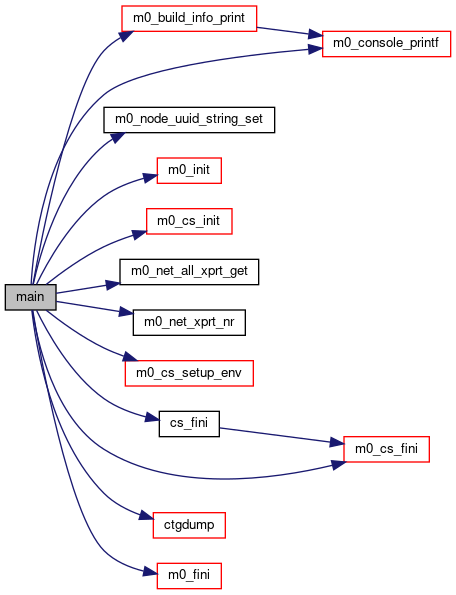 m0_build_info_print
m0_console_printf
m0_node_uuid_string_set
m0_init
m0_cs_init
m0_net_all_xprt_get
main
m0_net_xprt_nr
m0_cs_setup_env
cs_fini
m0_cs_fini
ctgdump
m0_fini